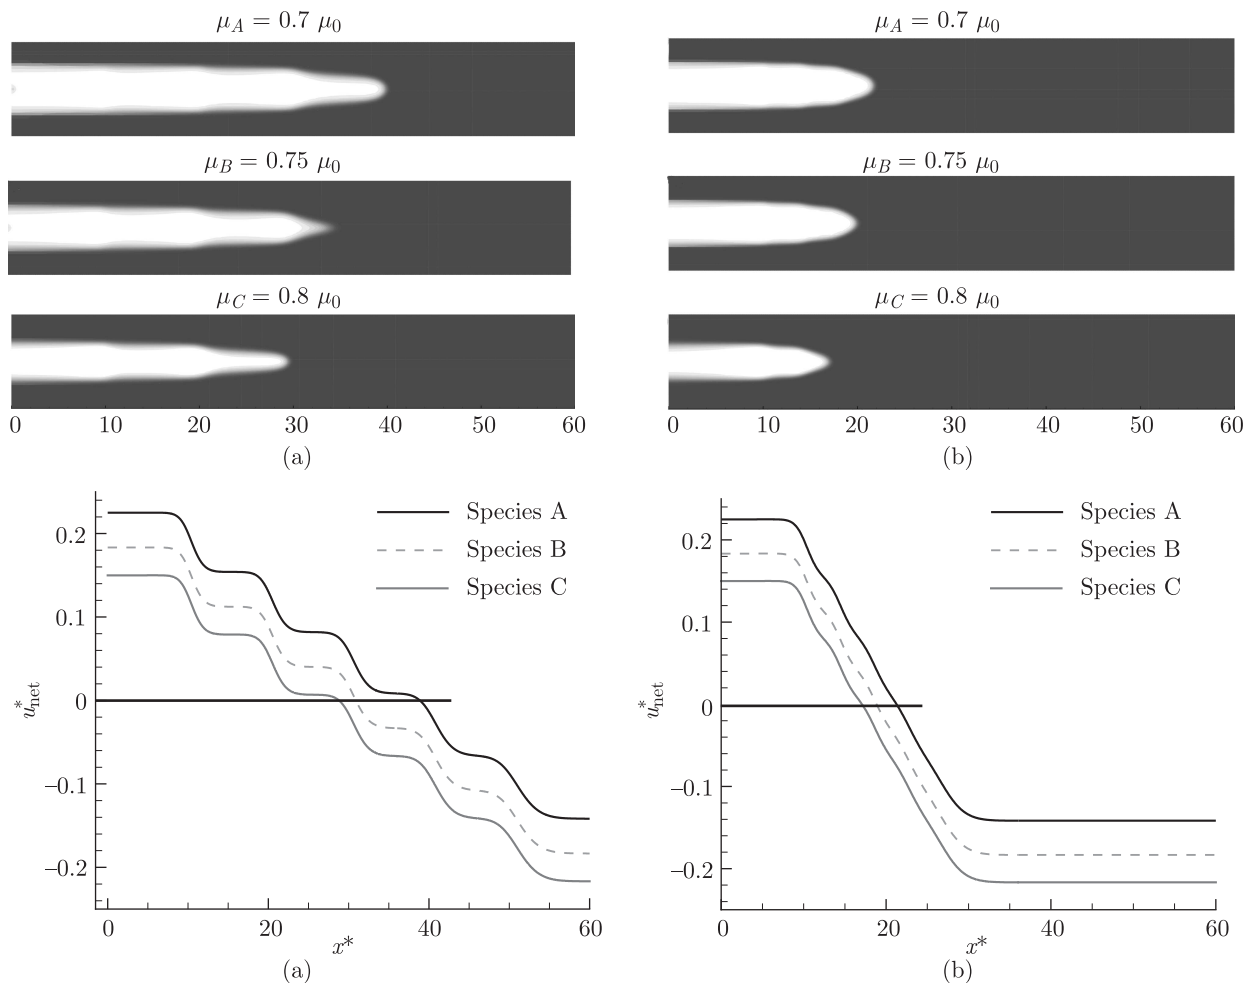 μA = 0.7 μ0
μA = 0.7 μ0
μB = 0.75 μ0
μB = 0.75 μ0
μC = 0.8 μ0
μC = 0.8 μ0
0 10 20 30 40 50 60
0 10 20 30 40 50 60
(a)
(b)
u*net
0.2
0.1
0
−0.1
−0.2
Species A
Species B
Species C
0 20 40 60
x*
(a)
u*net
0.2
0.1
0
−0.1
−0.2
Species A
Species B
Species C
0 20 40 60
x*
(b)